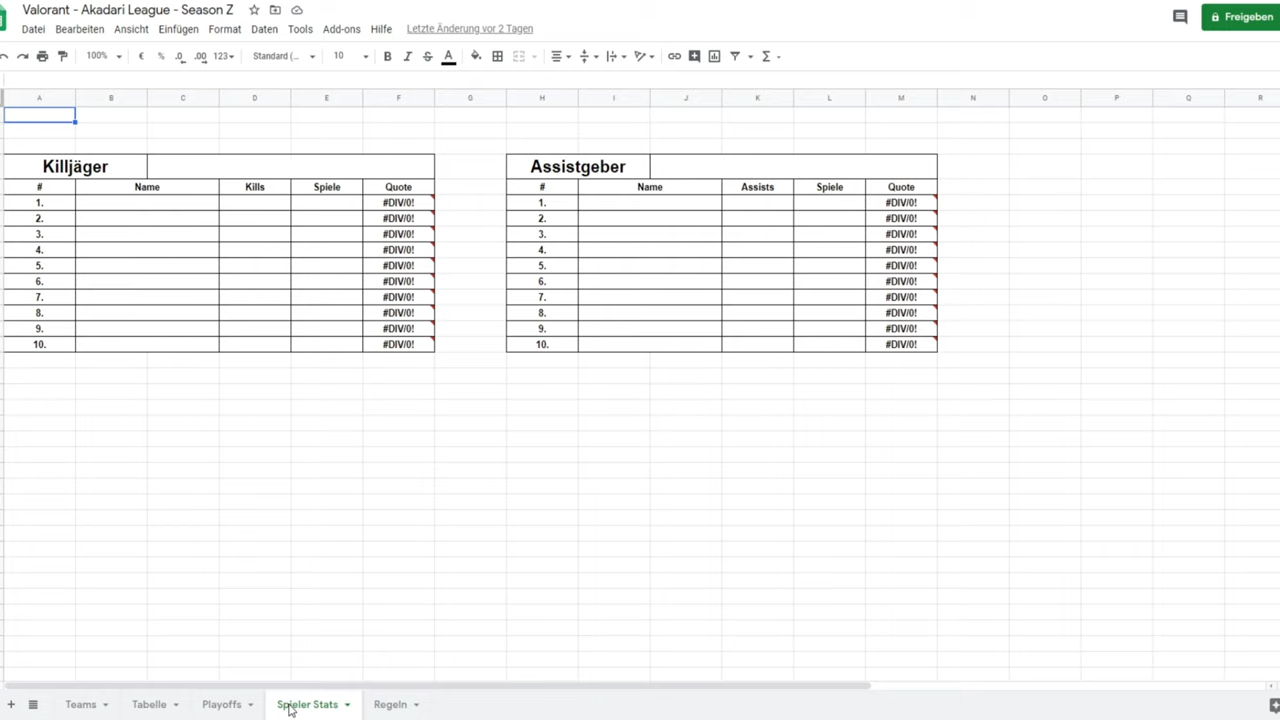 Valorant - Akadari League - Season Z
Freigeben
Datei Bearbeiten Ansicht Einfügen Format Daten Tools Add-ons Hilfe Letzte Änderung vor 2 Tagen
100% € % .0 .00 123 Standard (... 10 B I S A Σ
A B C D E F G H I J K L M N O P Q R
Killjäger Assistgeber
# Name Kills Spiele Quote # Name Assists Spiele Quote
1. #DIV/0! 1. #DIV/0!
2. #DIV/0! 2. #DIV/0!
3. #DIV/0! 3. #DIV/0!
4. #DIV/0! 4. #DIV/0!
5. #DIV/0! 5. #DIV/0!
6. #DIV/0! 6. #DIV/0!
7. #DIV/0! 7. #DIV/0!
8. #DIV/0! 8. #DIV/0!
9. #DIV/0! 9. #DIV/0!
10. #DIV/0! 10. #DIV/0!
Teams Tabelle Playoffs Spieler Stats Regeln